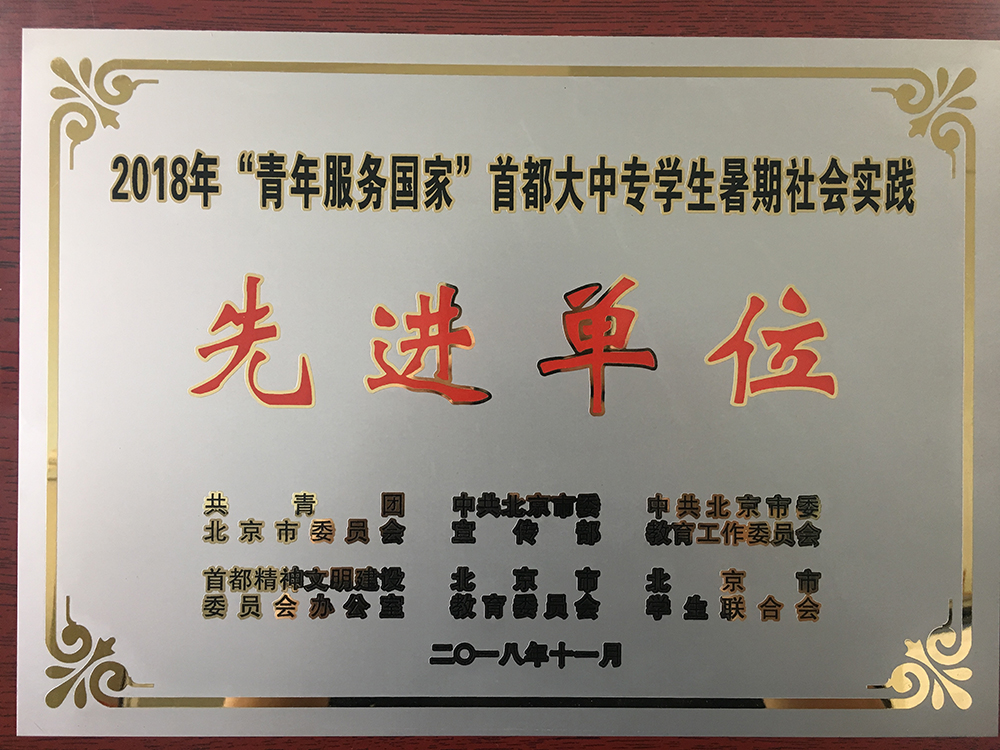 2018年“青年服务国家”首都大中专学生暑期社会实践
先进单位
共青团 中共北京市委 中共北京市委
北京市委员会 宣传部 教育工作委员会
首都精神文明建设 北京市 北京市
委员会办公室 教育委员会 学生联合会
二〇一八年十一月